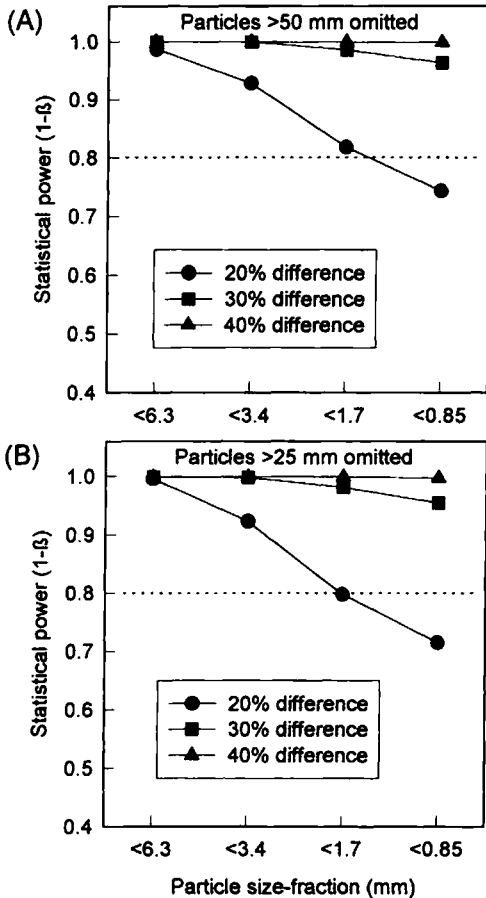 (A)
Particles >50 mm omitted
Statistical power (1-ß)
1.0
0.9
0.8
0.7
0.6
0.5
0.4
20% difference
30% difference
40% difference
<6.3
<3.4
<1.7
<0.85
(B)
Particles >25 mm omitted
Statistical power (1-ß)
1.0
0.9
0.8
0.7
0.6
0.5
0.4
20% difference
30% difference
40% difference
<6.3
<3.4
<1.7
<0.85
Particle size-fraction (mm)